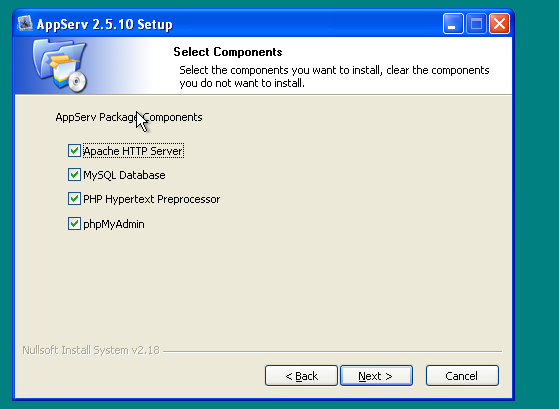 AppServ 2.5.10 Setup
Select Components
Select the components you want to install, clear the components
you do not want to install.
AppServ Package Components
Apache HTTP Server
MySQL Database
PHP Hypertext Preprocessor
phpMyAdmin
Nullsoft Install System v2.18
< Back
Next >
Cancel